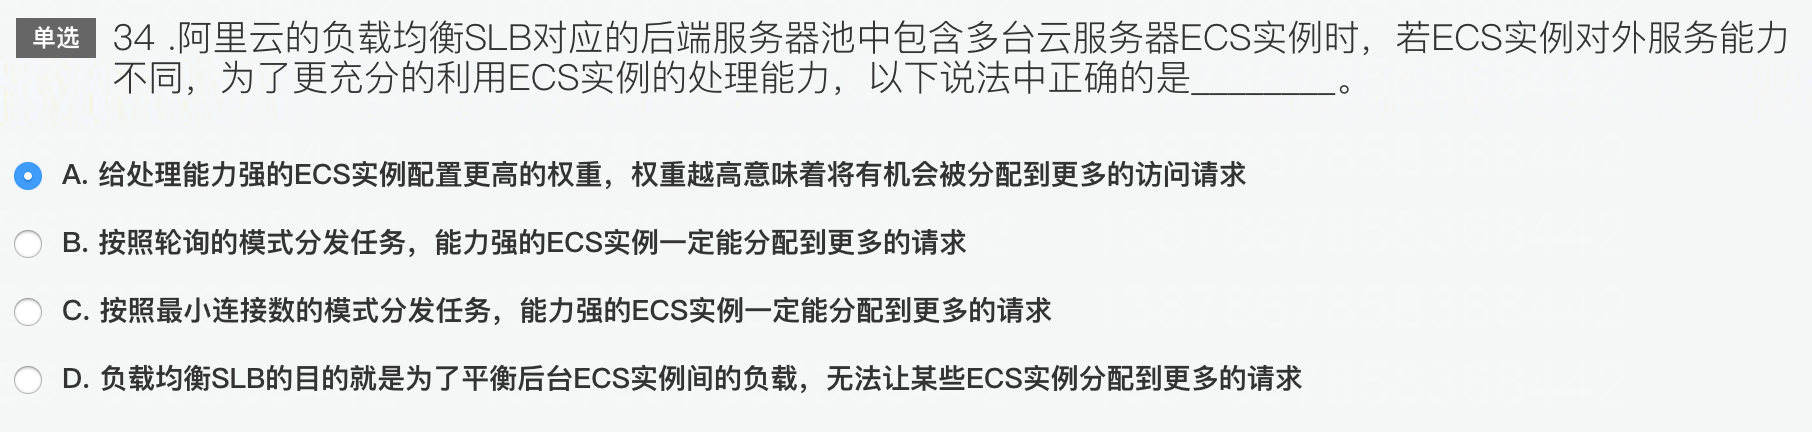 单选 34 .阿里云的负载均衡SLB对应的后端服务器池中包含多台云服务器ECS实例时，若ECS实例对外服务能力
不同，为了更充分的利用ECS实例的处理能力，以下说法中正确的是________。
A. 给处理能力强的ECS实例配置更高的权重，权重越高意味着将有机会被分配到更多的访问请求
B. 按照轮询的模式分发任务，能力强的ECS实例一定能分配到更多的请求
C. 按照最小连接数的模式分发任务，能力强的ECS实例一定能分配到更多的请求
D. 负载均衡SLB的目的就是为了平衡后台ECS实例间的负载，无法让某些ECS实例分配到更多的请求